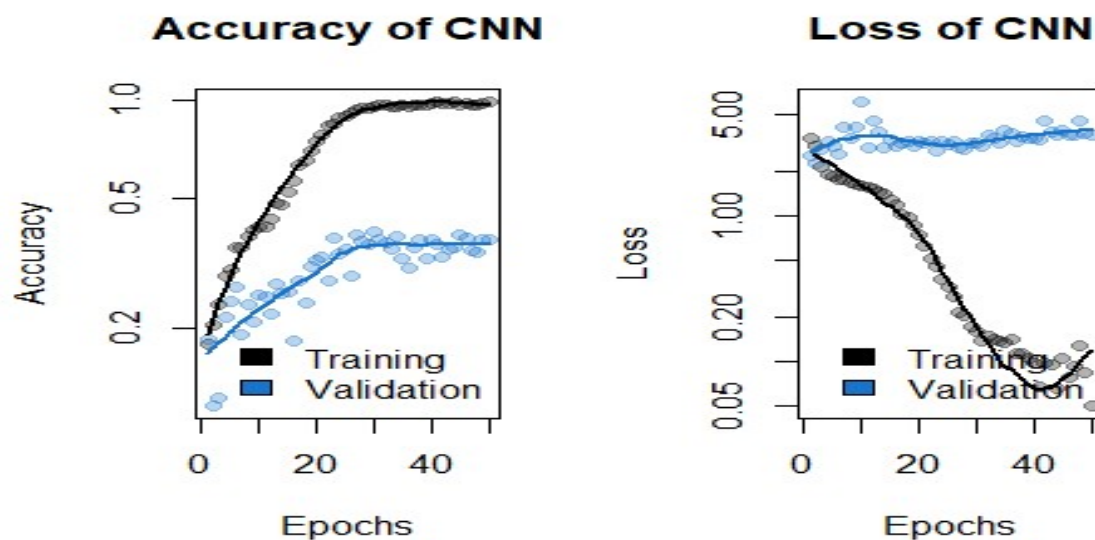 Accuracy of CNN
Accuracy
1.0
0.5
0.2
Training
Validation
0 20 40
Epochs
Loss of CNN
Loss
5.00
1.00
0.20
0.05
Training
Validation
0 20 40
Epochs